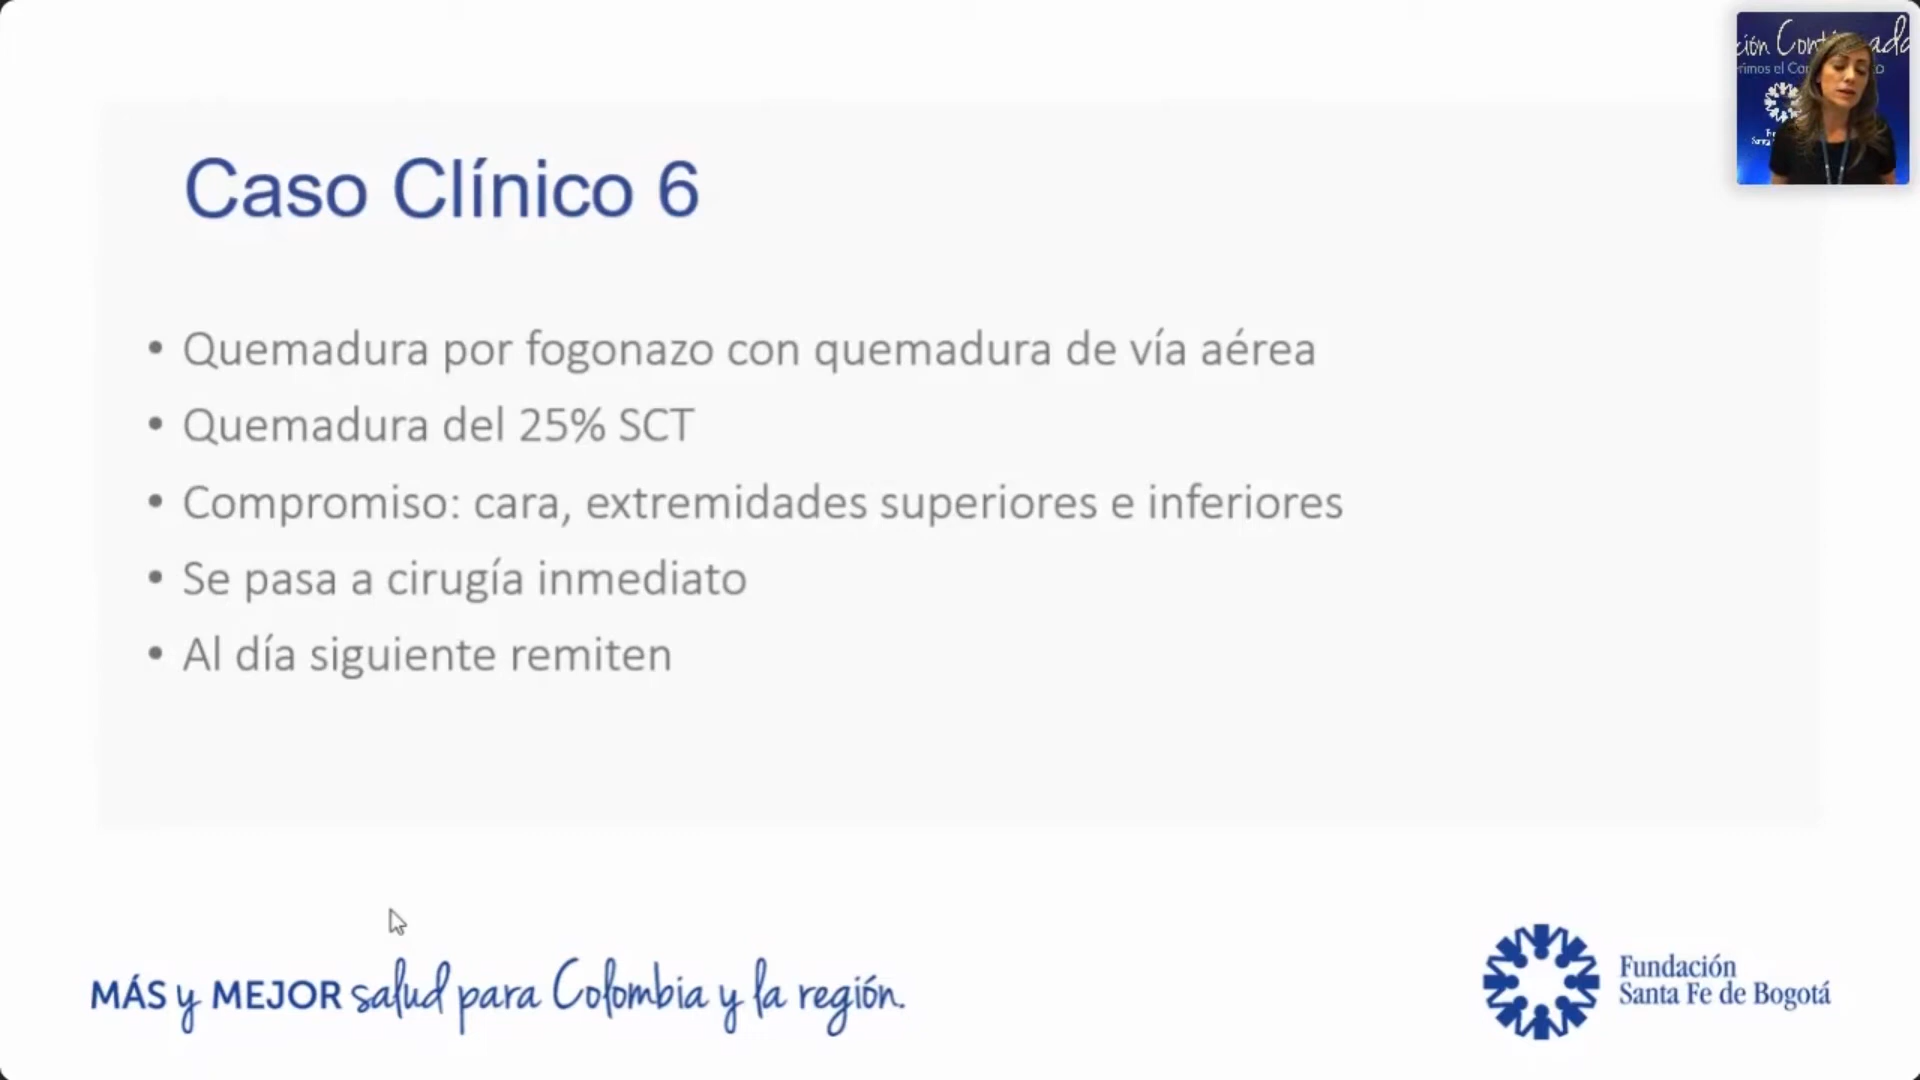 Caso Clínico 6
• Quemadura por fogonazo con quemadura de vía aérea
• Quemadura del 25% SCT
• Compromiso: cara, extremidades superiores e inferiores
• Se pasa a cirugía inmediato
• Al día siguiente remiten
MÁS y MEJOR salud para Colombia y la región.
Fundación
Santa Fe de Bogotá